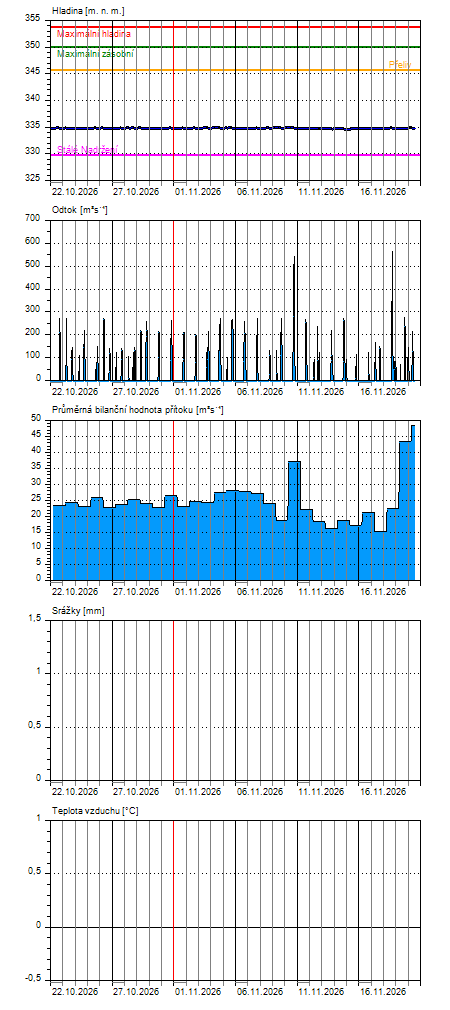 Hladina [m. n. m.]
355
Maximální hladina
350
Maximální zásobní
345
Přeliv
340
335
330
Stálé Nadržení
325
22.10.2026 27.10.2026 01.11.2026 06.11.2026 11.11.2026 16.11.2026
Odtok [m³s⁻¹]
700
600
500
400
300
200
100
0
22.10.2026 27.10.2026 01.11.2026 06.11.2026 11.11.2026 16.11.2026
Průměrná bilanční hodnota přítoku [m³s⁻¹]
50
45
40
35
30
25
20
15
10
5
0
22.10.2026 27.10.2026 01.11.2026 06.11.2026 11.11.2026 16.11.2026
Srážky [mm]
1,5
1
0,5
0
22.10.2026 27.10.2026 01.11.2026 06.11.2026 11.11.2026 16.11.2026
Teplota vzduchu [°C]
1
0,5
0
-0,5
22.10.2026 27.10.2026 01.11.2026 06.11.2026 11.11.2026 16.11.2026